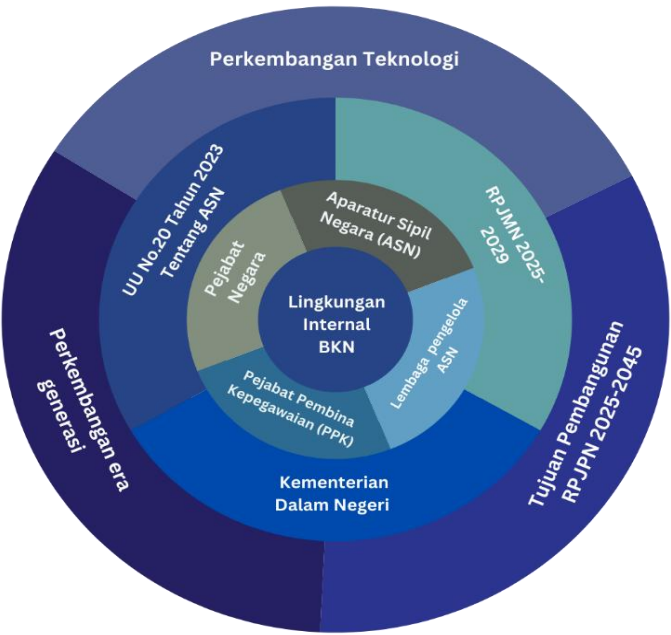 Perkembangan Teknologi
UU No.20 Tahun 2023
Tentang ASN
RPJMN 2025-
2029
Aparatur Sipil
Negara (ASN)
Pejabat
Negara
Lingkungan
Internal
BKN
Lembaga pengelola
ASN
Pejabat Pembina
Kepegawaian (PPK)
Perkembangan era
generasi
Tujuan Pembangunan
RPJPN 2025-2045
Kementerian
Dalam Negeri